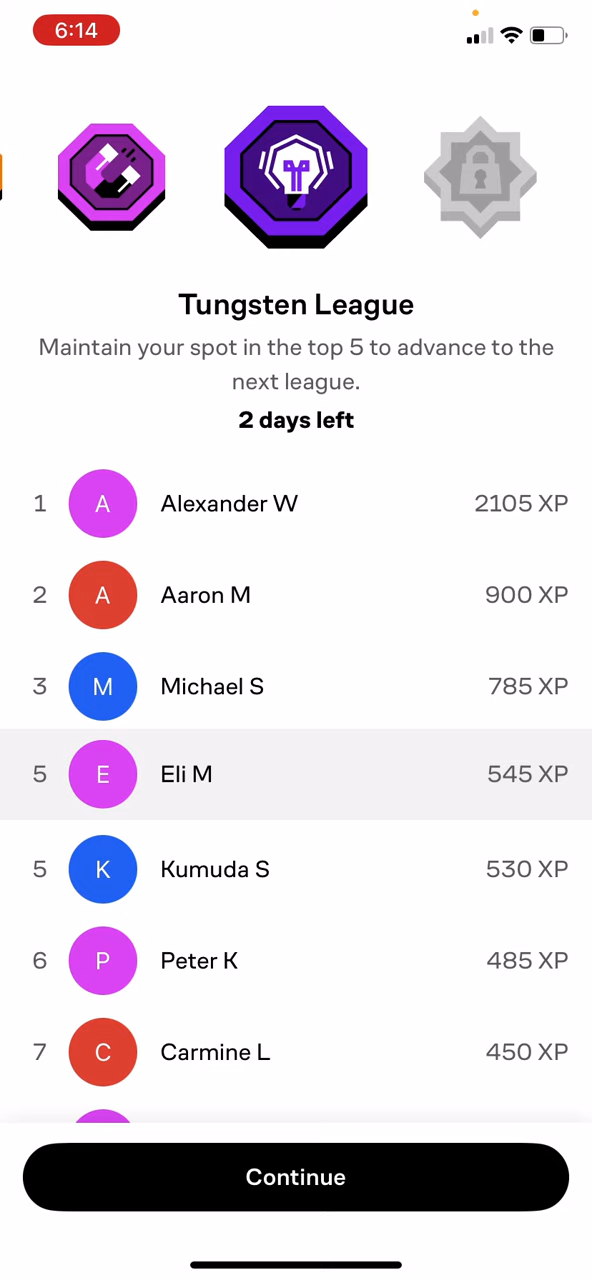 6:14
Tungsten League
Maintain your spot in the top 5 to advance to the
next league.
2 days left
1 A Alexander W 2105 XP
2 A Aaron M 900 XP
3 M Michael S 785 XP
5 E Eli M 545 XP
5 K Kumuda S 530 XP
6 P Peter K 485 XP
7 C Carmine L 450 XP
Continue